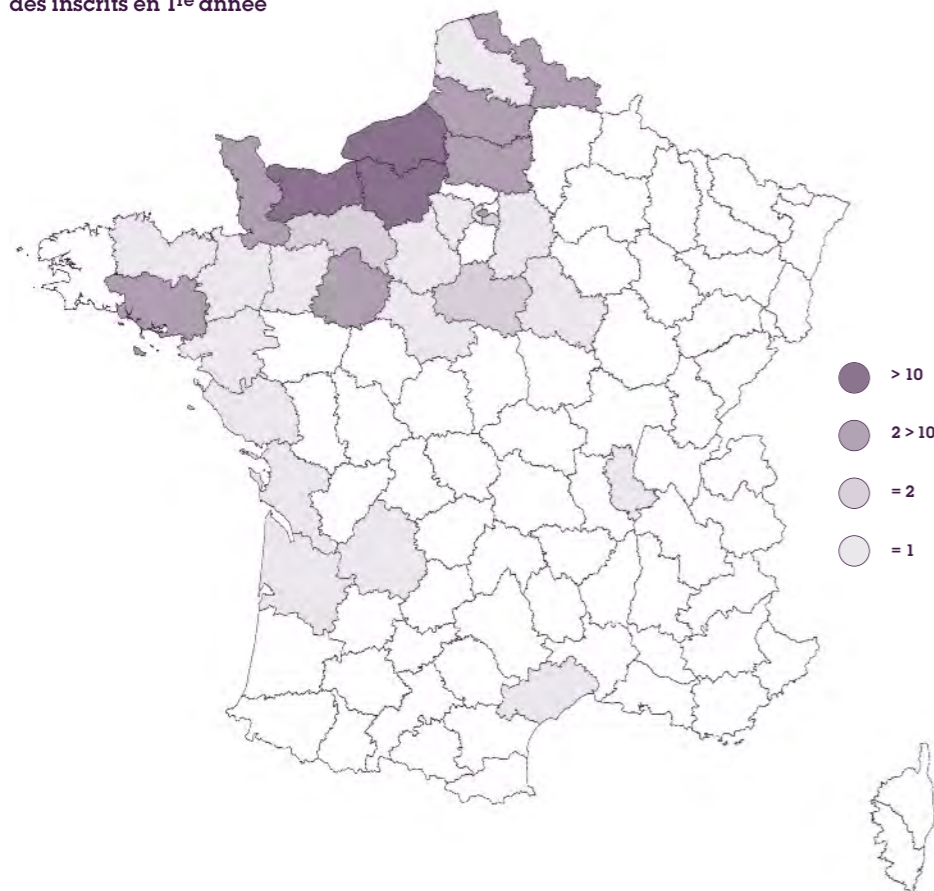 des inscrits en 1re année
> 10
2 > 10
= 2
= 1